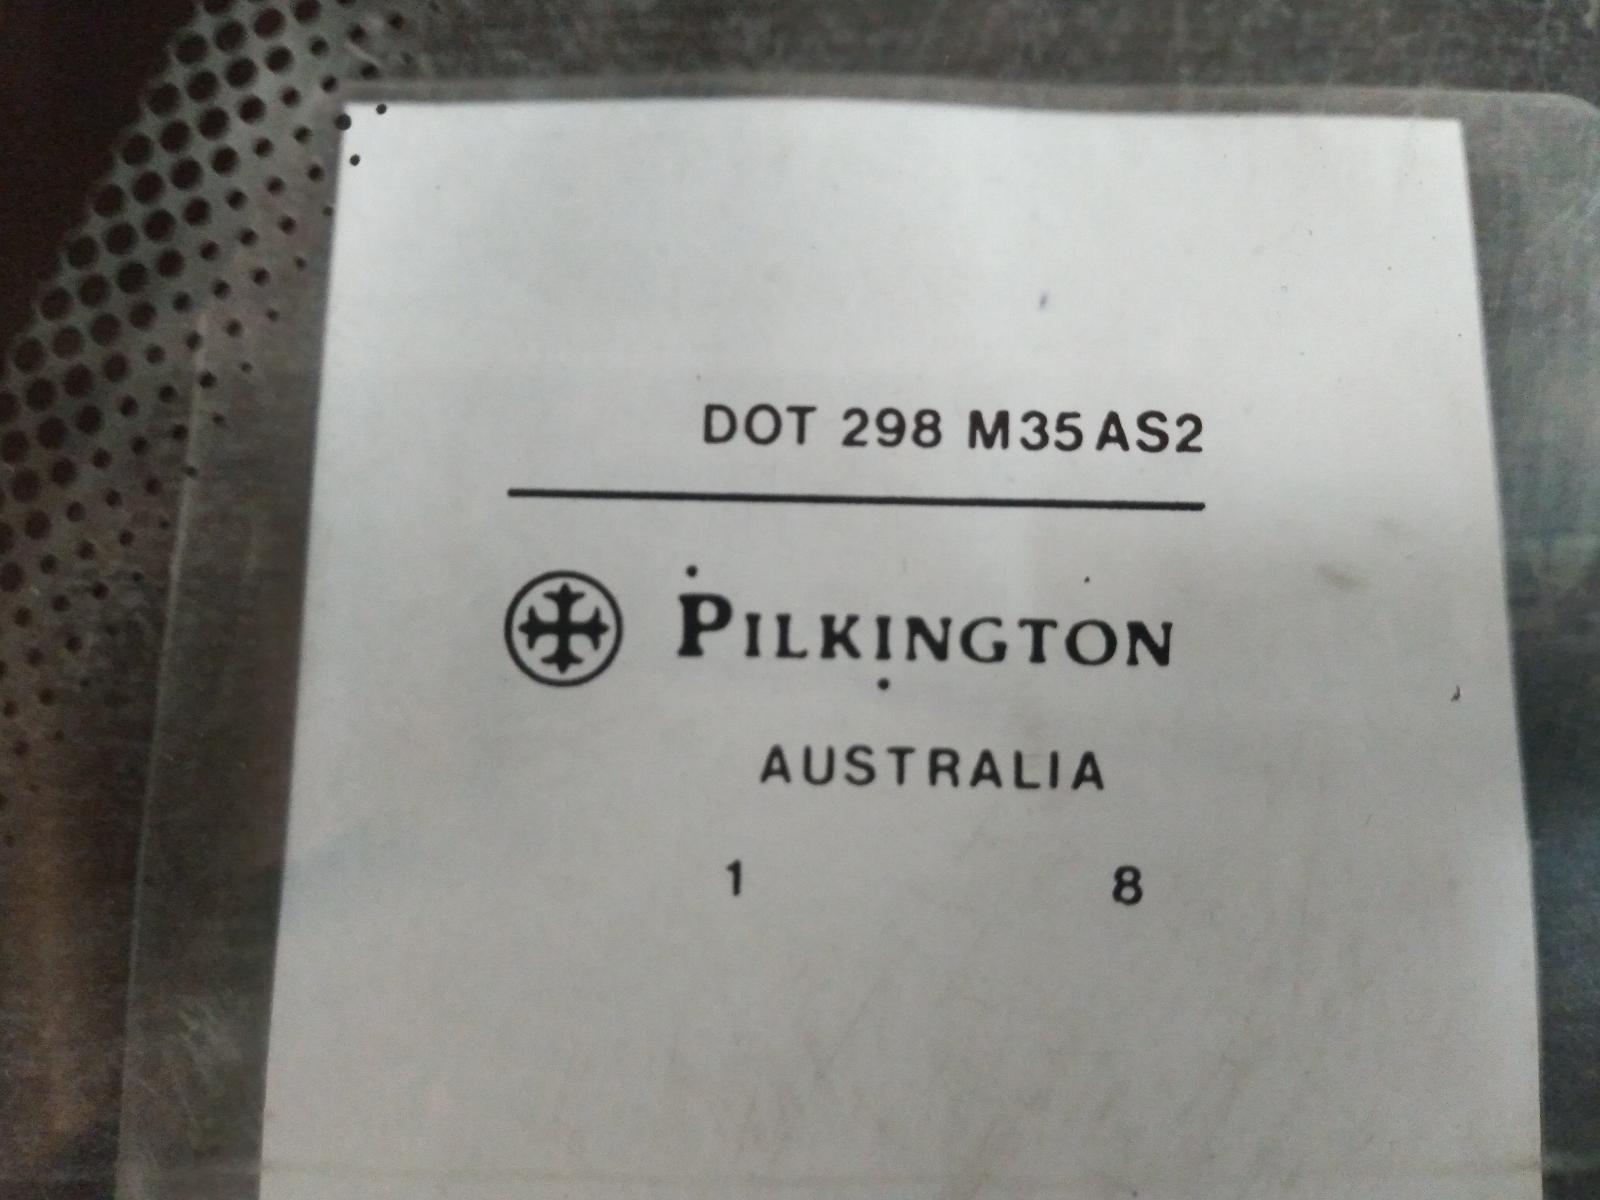 DOT 298 M35AS2
PILKINGTON
AUSTRALIA
1 8